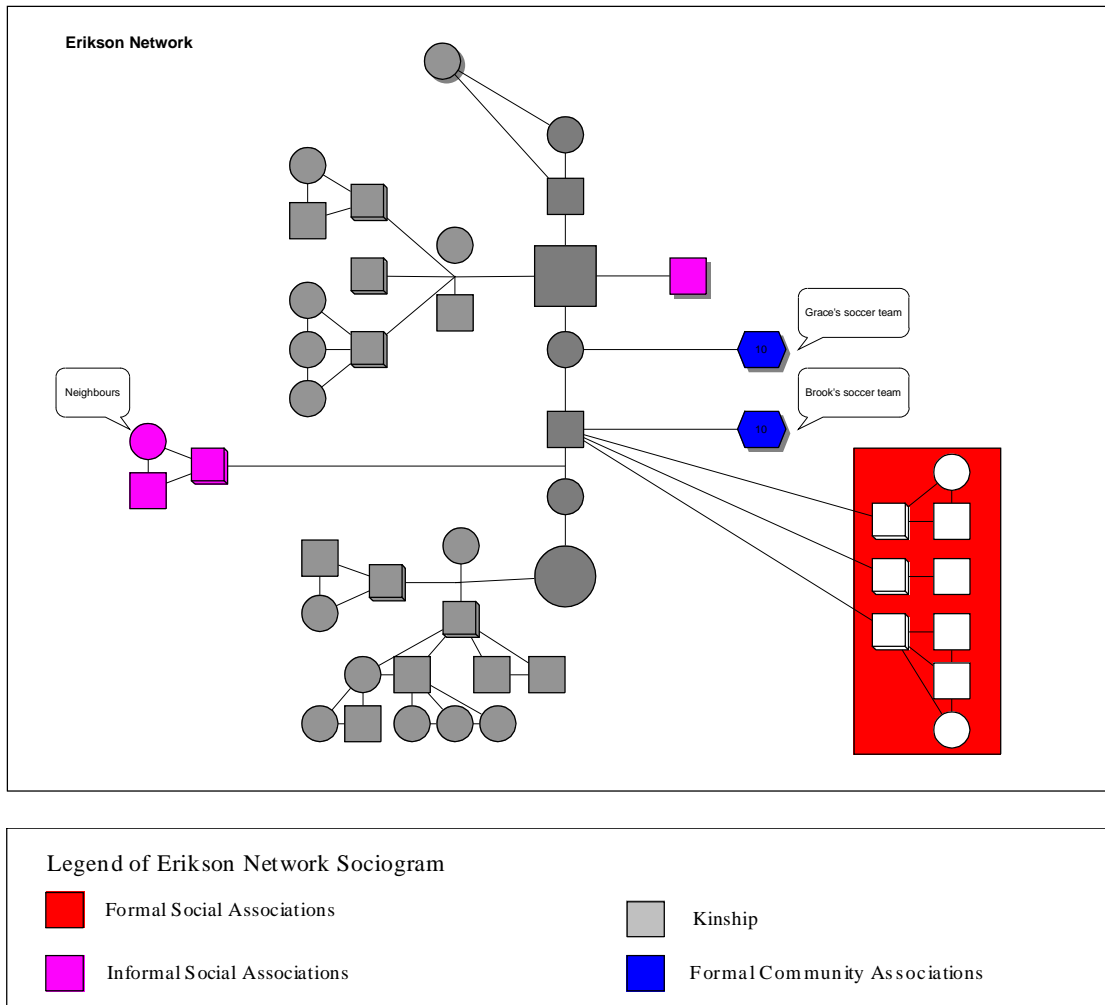 Erikson Network
Grace's soccer team
10
Neighbours
Brook's soccer team
10
Legend of Erikson Network Sociogram
Formal Social Associations
Kinship
Informal Social Associations
Formal Community Associations